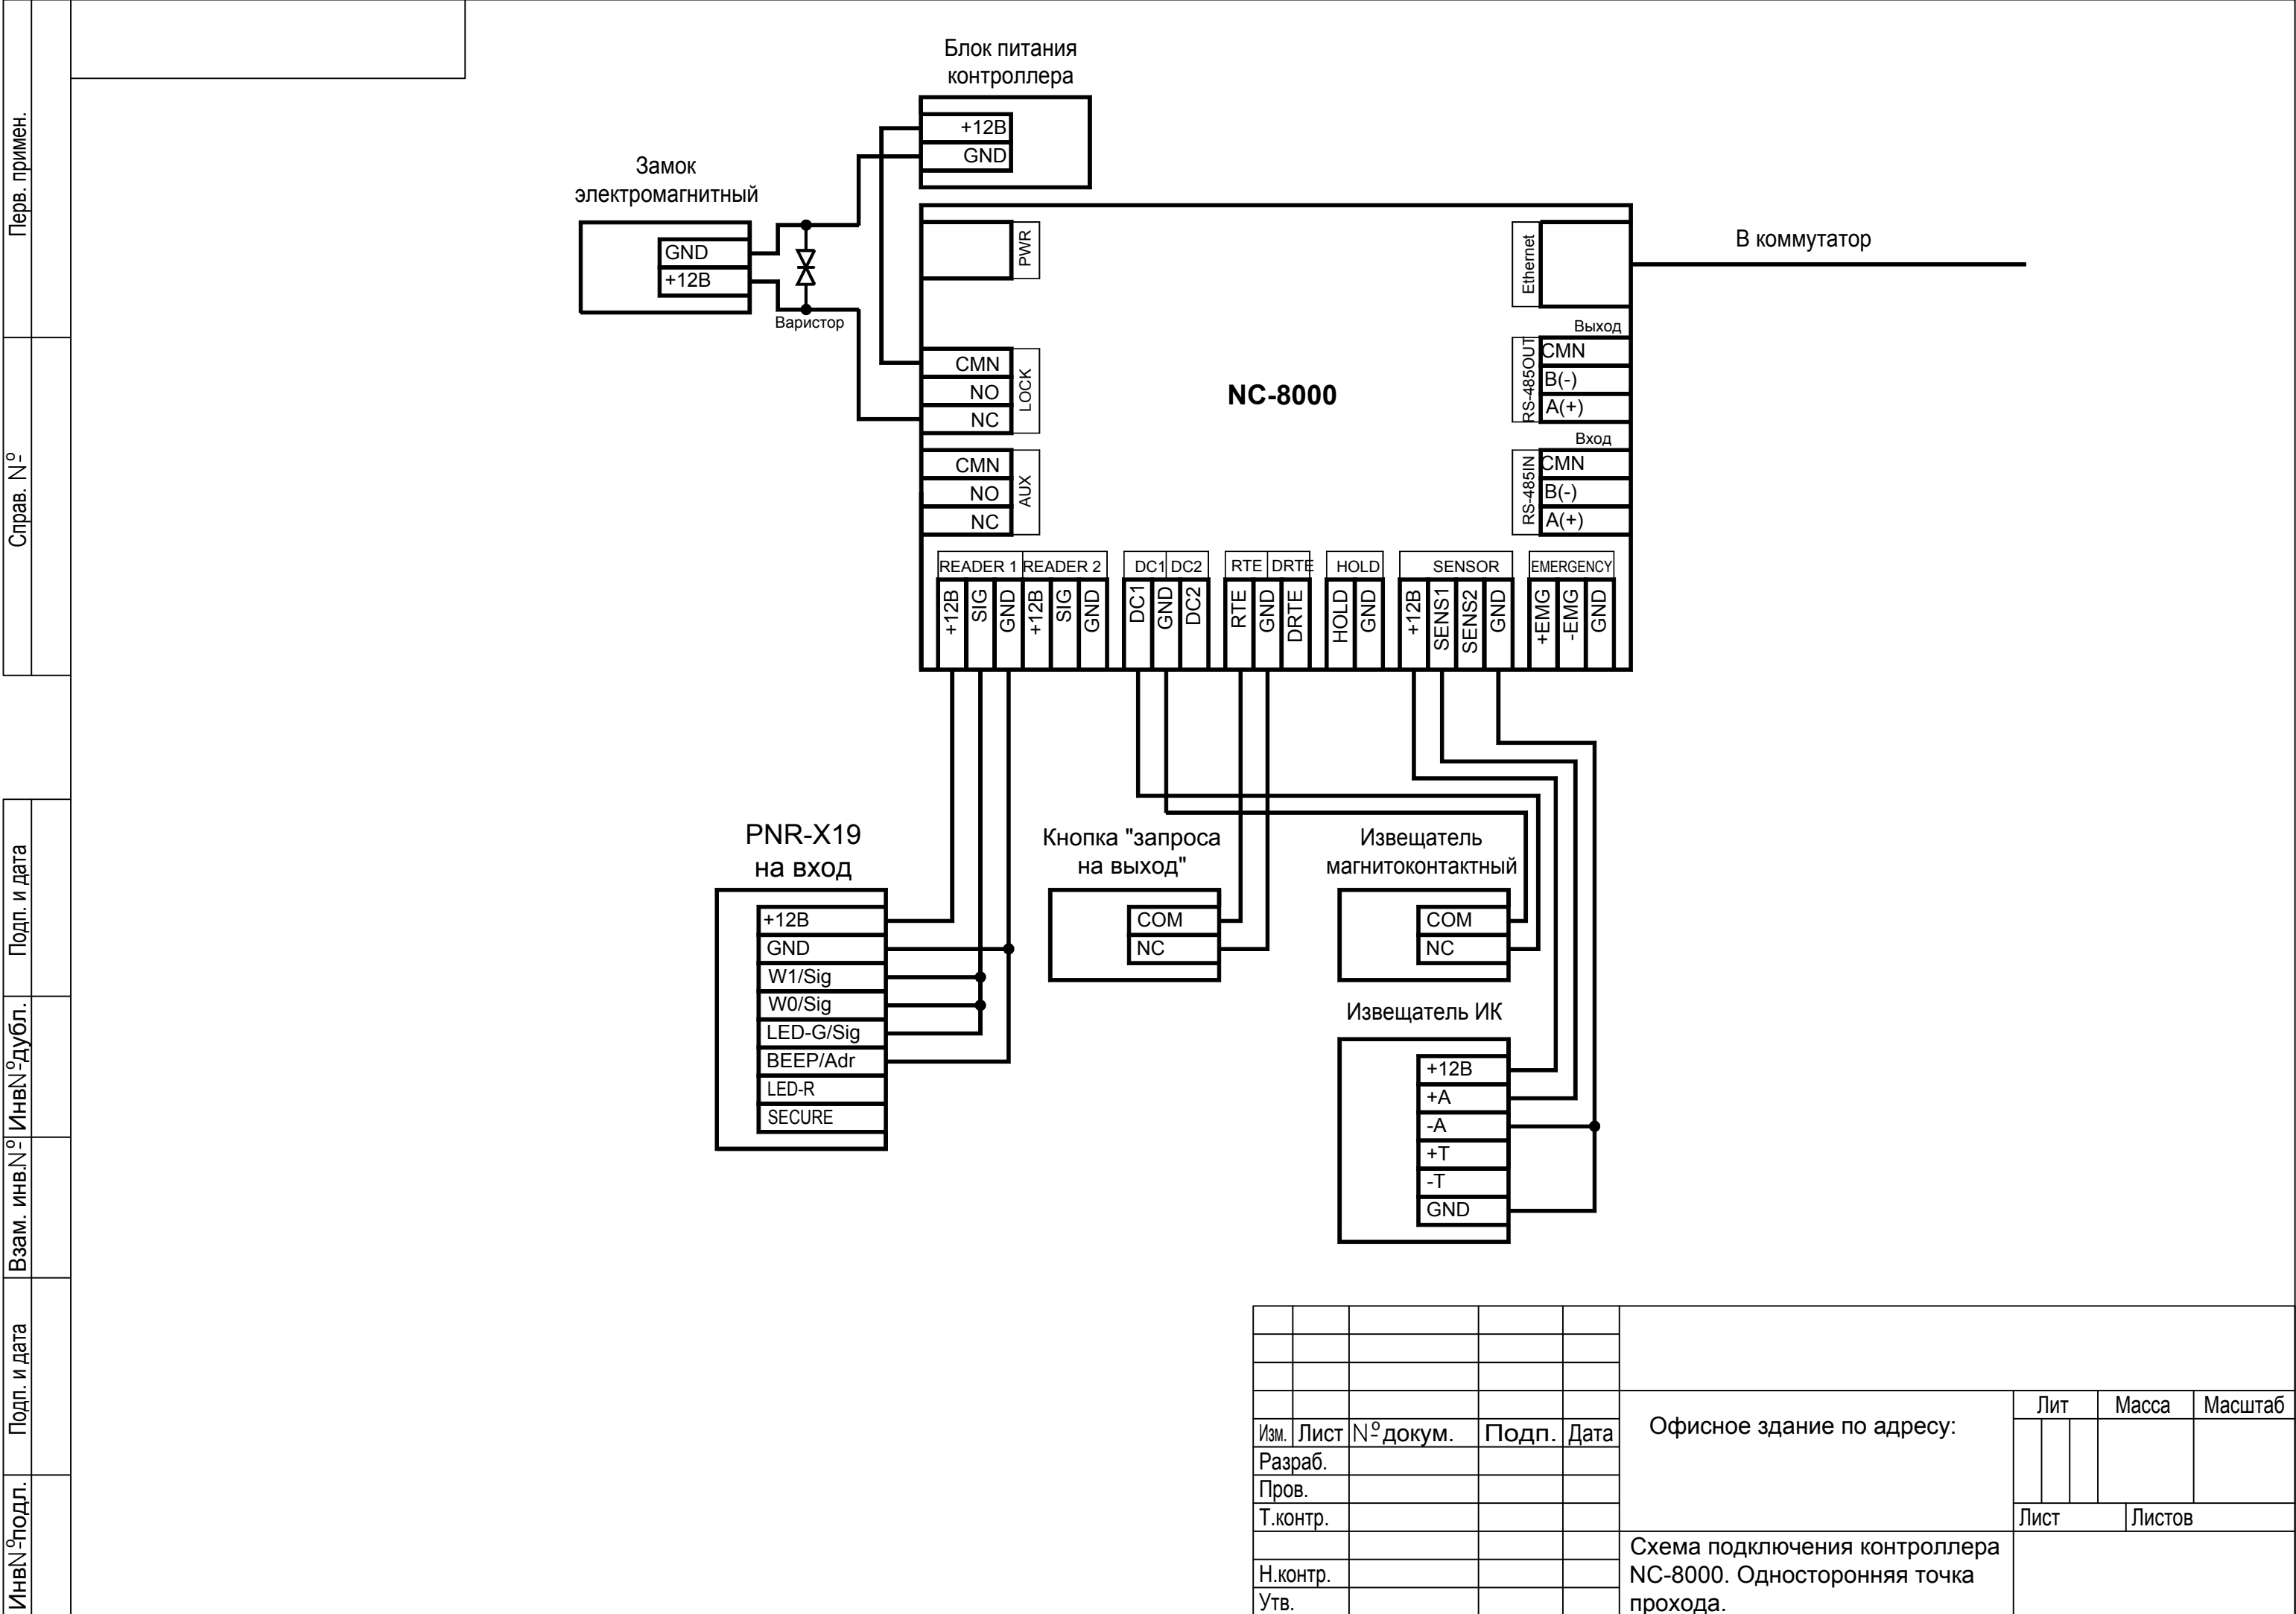 Перв. примен.
Справ. №
Подп. и дата
Инв№дубл.
Взам. инв.№
Подп. и дата
Инв№подл.
Блок питания
контроллера
+12В
GND
Замок
электромагнитный
GND
+12В
Варистор
PWR
CMN
NO
NC
LOCK
CMN
NO
NC
AUX
NC-8000
Ethernet
В коммутатор
Выход
RS-485OUT
CMN
B(-)
A(+)
Вход
RS-485IN
CMN
B(-)
A(+)
READER 1 READER 2 DC1 DC2 RTE DRTE HOLD SENSOR EMERGENCY
+12В SIG GND +12В SIG GND DC1 GND DC2 RTE GND DRTE HOLD GND +12В SENS1 SENS2 GND +EMG -EMG GND
PNR-X19
на вход
+12В
GND
W1/Sig
W0/Sig
LED-G/Sig
BEEP/Adr
LED-R
SECURE
Кнопка "запроса
на выход"
COM
NC
Извещатель
магнитоконтактный
COM
NC
Извещатель ИК
+12В
+A
-A
+T
-T
GND
Изм. Лист № докум. Подп. Дата
Разраб.
Пров.
Т.контр.
Н.контр.
Утв.
Офисное здание по адресу:
Лит Масса Масштаб
Лист Листов
Схема подключения контроллера
NC-8000. Односторонняя точка
прохода.